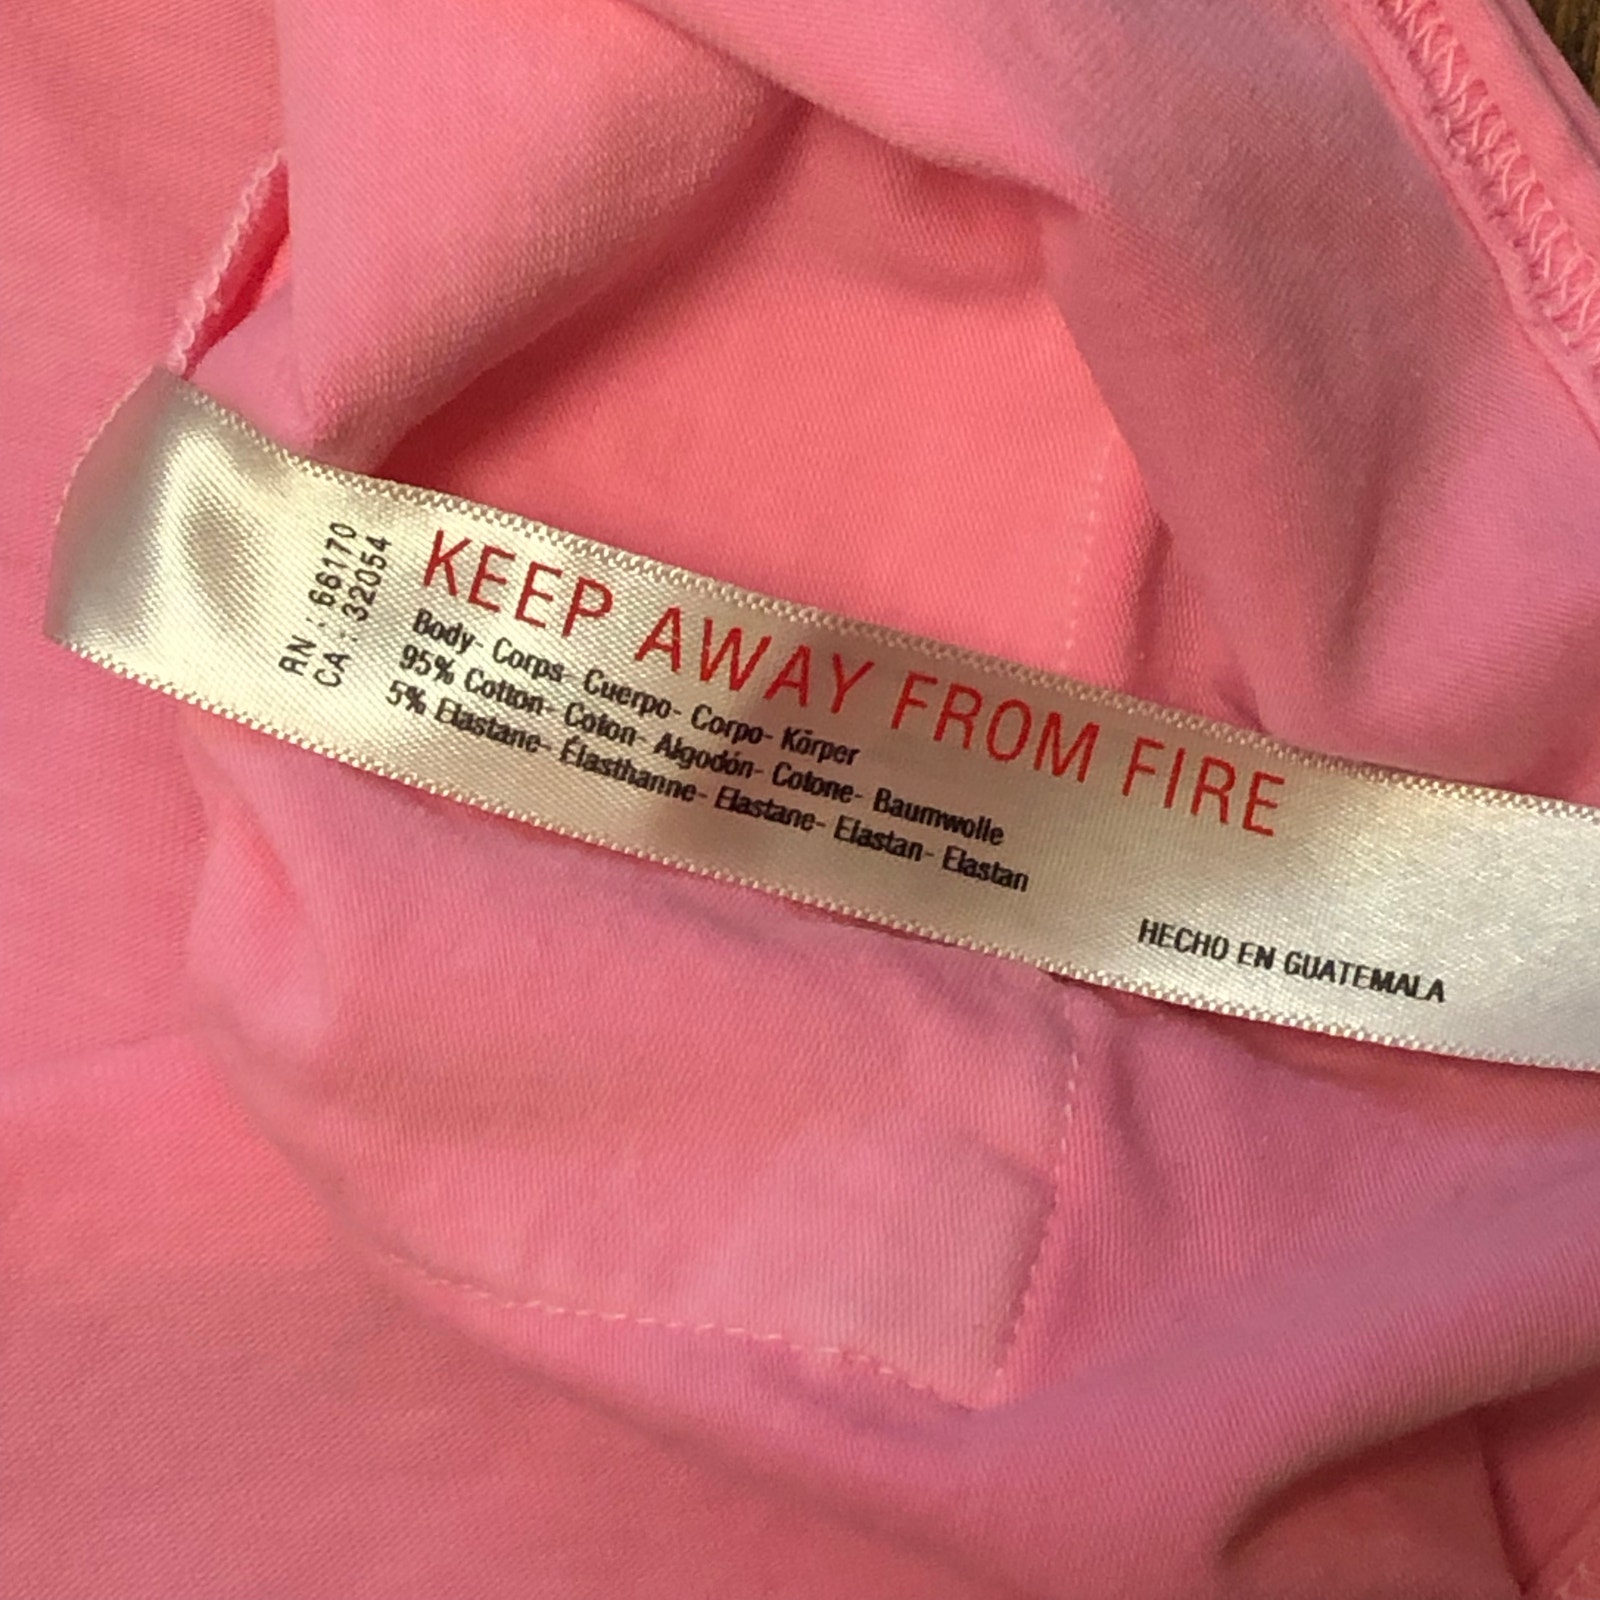 RN : 66170
CA : 32054
KEEP AWAY FROM FIRE
Body- Corps- Cuerpo- Corpo- Körper
95% Cotton- Coton- Algodón- Cotone- Baumwolle
5% Elastane- Élasthanne- Elastane- Elastan- Elastan
HECHO EN GUATEMALA